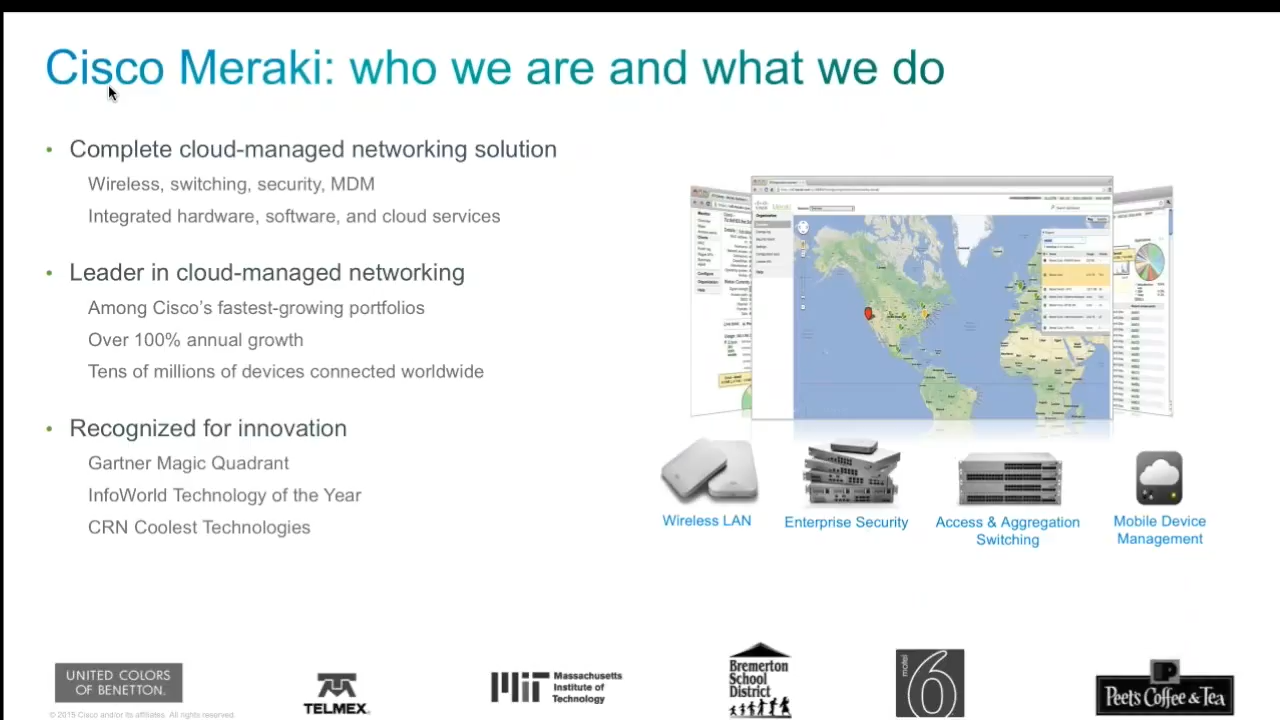 Cisco Meraki: who we are and what we do
• Complete cloud-managed networking solution
Wireless, switching, security, MDM
Integrated hardware, software, and cloud services
• Leader in cloud-managed networking
Among Cisco's fastest-growing portfolios
Over 100% annual growth
Tens of millions of devices connected worldwide
• Recognized for innovation
Gartner Magic Quadrant
InfoWorld Technology of the Year
CRN Coolest Technologies
Wireless LAN
Enterprise Security
Access & Aggregation
Switching
Mobile Device
Management
UNITED COLORS
OF BENETTON.
TELMEX
MIT
Massachusetts
Institute of
Technology
Bremerton
School
District
motel
6
Peet's Coffee & Tea
© 2015 Cisco and/or its affiliates. All rights reserved.